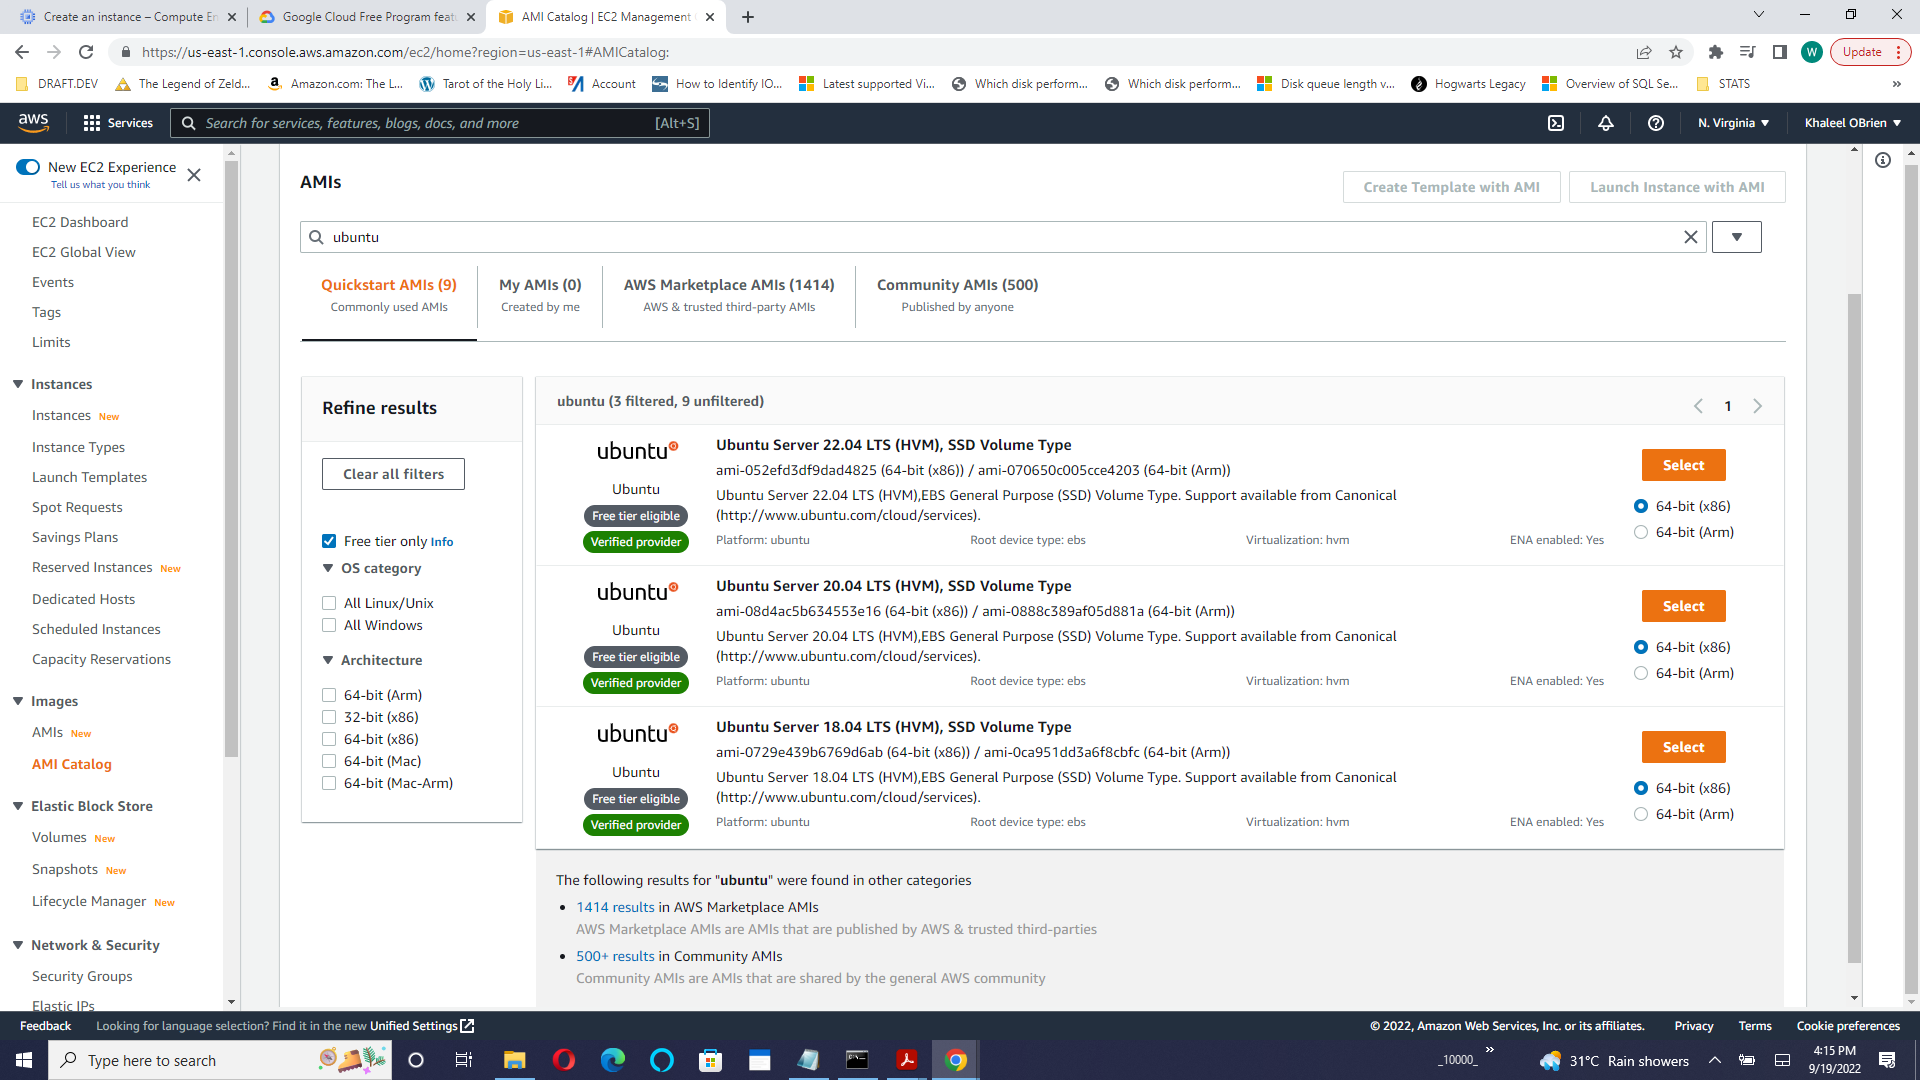 Create an instance – Compute En
Google Cloud Free Program featu
AMI Catalog | EC2 Management
https://us-east-1.console.aws.amazon.com/ec2/home?region=us-east-1#AMICatalog:
W
Update
DRAFT.DEV
The Legend of Zeld...
Amazon.com: The L...
Tarot of the Holy Li...
Account
How to Identify IO...
Latest supported Vi...
Which disk perform...
Which disk perform...
Disk queue length v...
Hogwarts Legacy
Overview of SQL Se...
STATS
»
aws
Services
Search for services, features, blogs, docs, and more
[Alt+S]
N. Virginia
Khaleel OBrien
New EC2 Experience
Tell us what you think
EC2 Dashboard
EC2 Global View
Events
Tags
Limits
Instances
Instances New
Instance Types
Launch Templates
Spot Requests
Savings Plans
Reserved Instances New
Dedicated Hosts
Scheduled Instances
Capacity Reservations
Images
AMIs New
AMI Catalog
Elastic Block Store
Volumes New
Snapshots New
Lifecycle Manager New
Network & Security
Security Groups
Elastic IPs
AMIs
Create Template with AMI
Launch Instance with AMI
ubuntu
Quickstart AMIs (9)
Commonly used AMIs
My AMIs (0)
Created by me
AWS Marketplace AMIs (1414)
AWS & trusted third-party AMIs
Community AMIs (500)
Published by anyone
Refine results
Clear all filters
Free tier only Info
OS category
All Linux/Unix
All Windows
Architecture
64-bit (Arm)
32-bit (x86)
64-bit (x86)
64-bit (Mac)
64-bit (Mac-Arm)
ubuntu (3 filtered, 9 unfiltered)
1
ubuntu
Ubuntu
Free tier eligible
Verified provider
Ubuntu Server 22.04 LTS (HVM), SSD Volume Type
ami-052efd3df9dad4825 (64-bit (x86)) / ami-070650c005cce4203 (64-bit (Arm))
Ubuntu Server 22.04 LTS (HVM),EBS General Purpose (SSD) Volume Type. Support available from Canonical
(http://www.ubuntu.com/cloud/services).
Platform: ubuntu
Root device type: ebs
Virtualization: hvm
ENA enabled: Yes
Select
64-bit (x86)
64-bit (Arm)
ubuntu
Ubuntu
Free tier eligible
Verified provider
Ubuntu Server 20.04 LTS (HVM), SSD Volume Type
ami-08d4ac5b634553e16 (64-bit (x86)) / ami-0888c389af05d881a (64-bit (Arm))
Ubuntu Server 20.04 LTS (HVM),EBS General Purpose (SSD) Volume Type. Support available from Canonical
(http://www.ubuntu.com/cloud/services).
Platform: ubuntu
Root device type: ebs
Virtualization: hvm
ENA enabled: Yes
Select
64-bit (x86)
64-bit (Arm)
ubuntu
Ubuntu
Free tier eligible
Verified provider
Ubuntu Server 18.04 LTS (HVM), SSD Volume Type
ami-0729e439b6769d6ab (64-bit (x86)) / ami-0ca951dd3a6f8cbfc (64-bit (Arm))
Ubuntu Server 18.04 LTS (HVM),EBS General Purpose (SSD) Volume Type. Support available from Canonical
(http://www.ubuntu.com/cloud/services).
Platform: ubuntu
Root device type: ebs
Virtualization: hvm
ENA enabled: Yes
Select
64-bit (x86)
64-bit (Arm)
The following results for "ubuntu" were found in other categories
1414 results in AWS Marketplace AMIs
AWS Marketplace AMIs are AMIs that are published by AWS & trusted third-parties
500+ results in Community AMIs
Community AMIs are AMIs that are shared by the general AWS community
Feedback
Looking for language selection? Find it in the new Unified Settings
© 2022, Amazon Web Services, Inc. or its affiliates.
Privacy
Terms
Cookie preferences
Type here to search
_10000_
»
31°C Rain showers
4:15 PM
9/19/2022